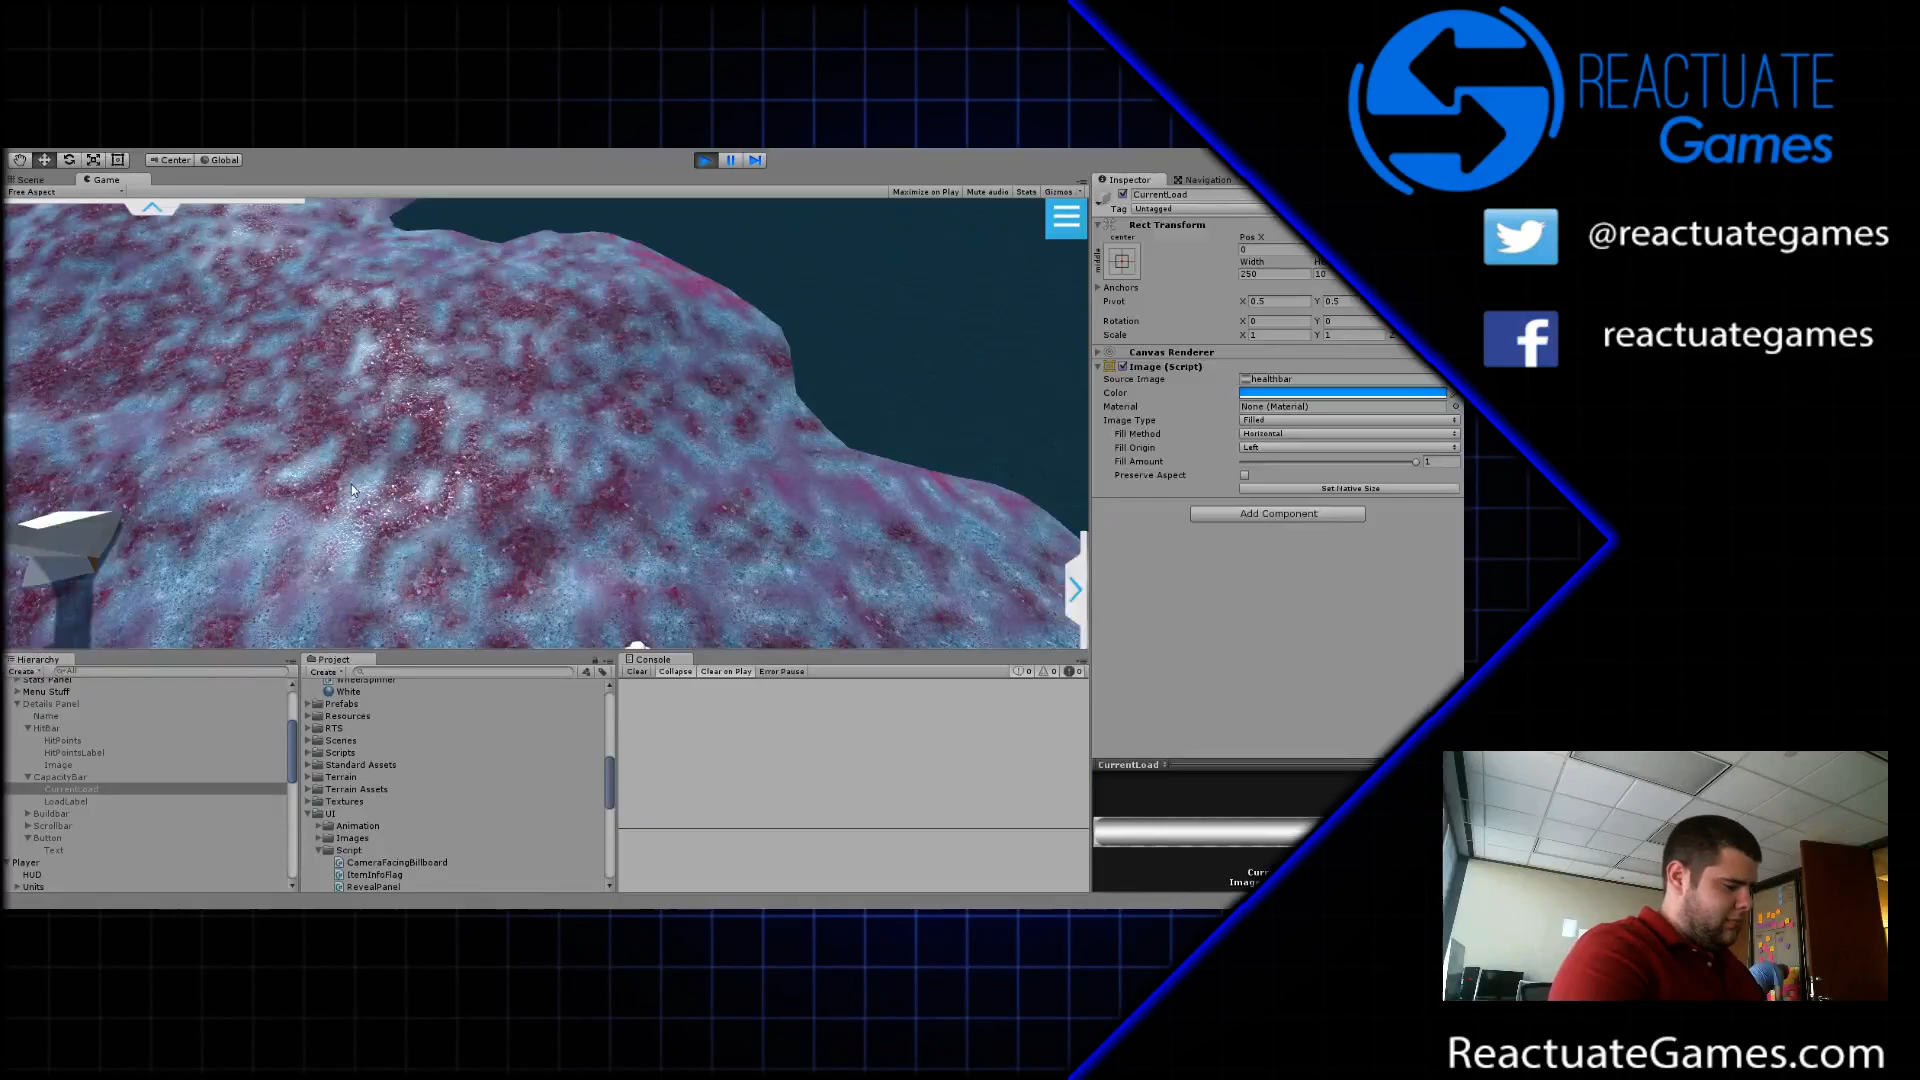 REACTUATE
Games
@reactuategames
reactuategames
Center Global
Scene Game
Free Aspect
Maximize on Play Mute audio Stats Gizmos
Inspector Navigation
CurrentLoad
Tag Untagged
Rect Transform
center
middle
Pos X
0
Width
250 10
Anchors
Pivot X 0.5 Y 0.5
Rotation X 0 Y 0
Scale X 1 Y 1
Canvas Renderer
Image (Script)
Source Image healthbar
Color
Material None (Material)
Image Type Filled
Fill Method Horizontal
Fill Origin Left
Fill Amount 1
Preserve Aspect
Set Native Size
Add Component
Hierarchy
Create All
Stats Panel
Menu Stuff
Details Panel
Name
HitBar
HitPoints
HitPointsLabel
Image
CapacityBar
CurrentLoad
LoadLabel
Buildbar
Scrollbar
Button
Text
Player
HUD
Units
Project
Create
WheelSpinner
White
Prefabs
Resources
RTS
Scenes
Scripts
Standard Assets
Terrain
Terrain Assets
Textures
UI
Animation
Images
Script
CameraFacingBillboard
ItemInfoFlag
RevealPanel
Console
Clear Collapse Clear on Play Error Pause 0 0 0
CurrentLoad
ReactuateGames.com